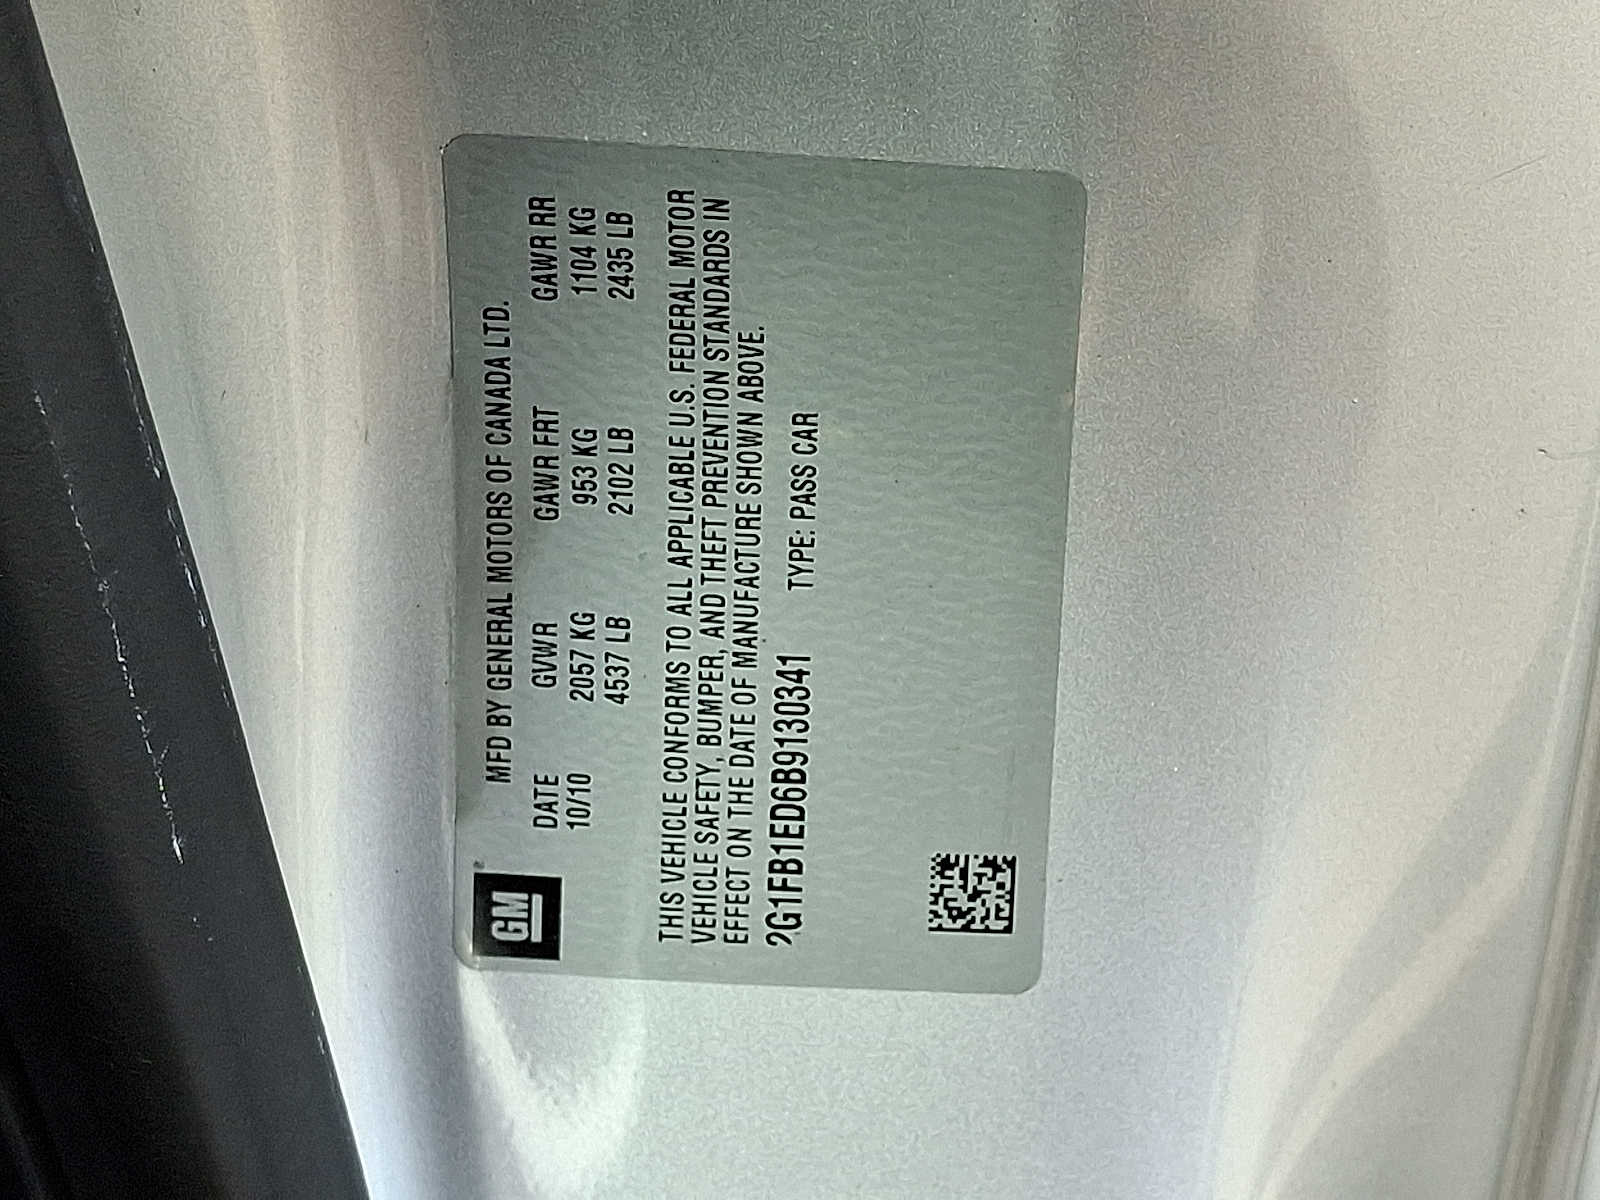 GM
MFD BY GENERAL MOTORS OF CANADA LTD.
DATE GVWR GAWR FRT GAWR RR
10/10 2057 KG 953 KG 1104 KG
4537 LB 2102 LB 2435 LB
THIS VEHICLE CONFORMS TO ALL APPLICABLE U.S. FEDERAL MOTOR
VEHICLE SAFETY, BUMPER, AND THEFT PREVENTION STANDARDS IN
EFFECT ON THE DATE OF MANUFACTURE SHOWN ABOVE.
2G1FB1ED6B9130341 TYPE: PASS CAR